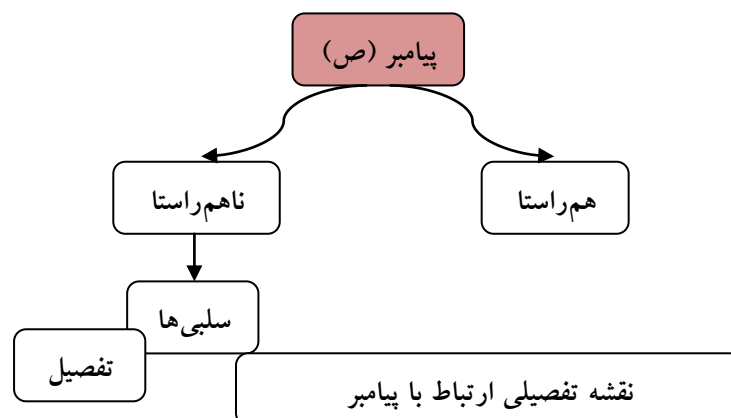 پیامبر (ص)
هم‌راستا
ناهم‌راستا
سلبی‌ها
تفصیل
نقشه تفصیلی ارتباط با پیامبر